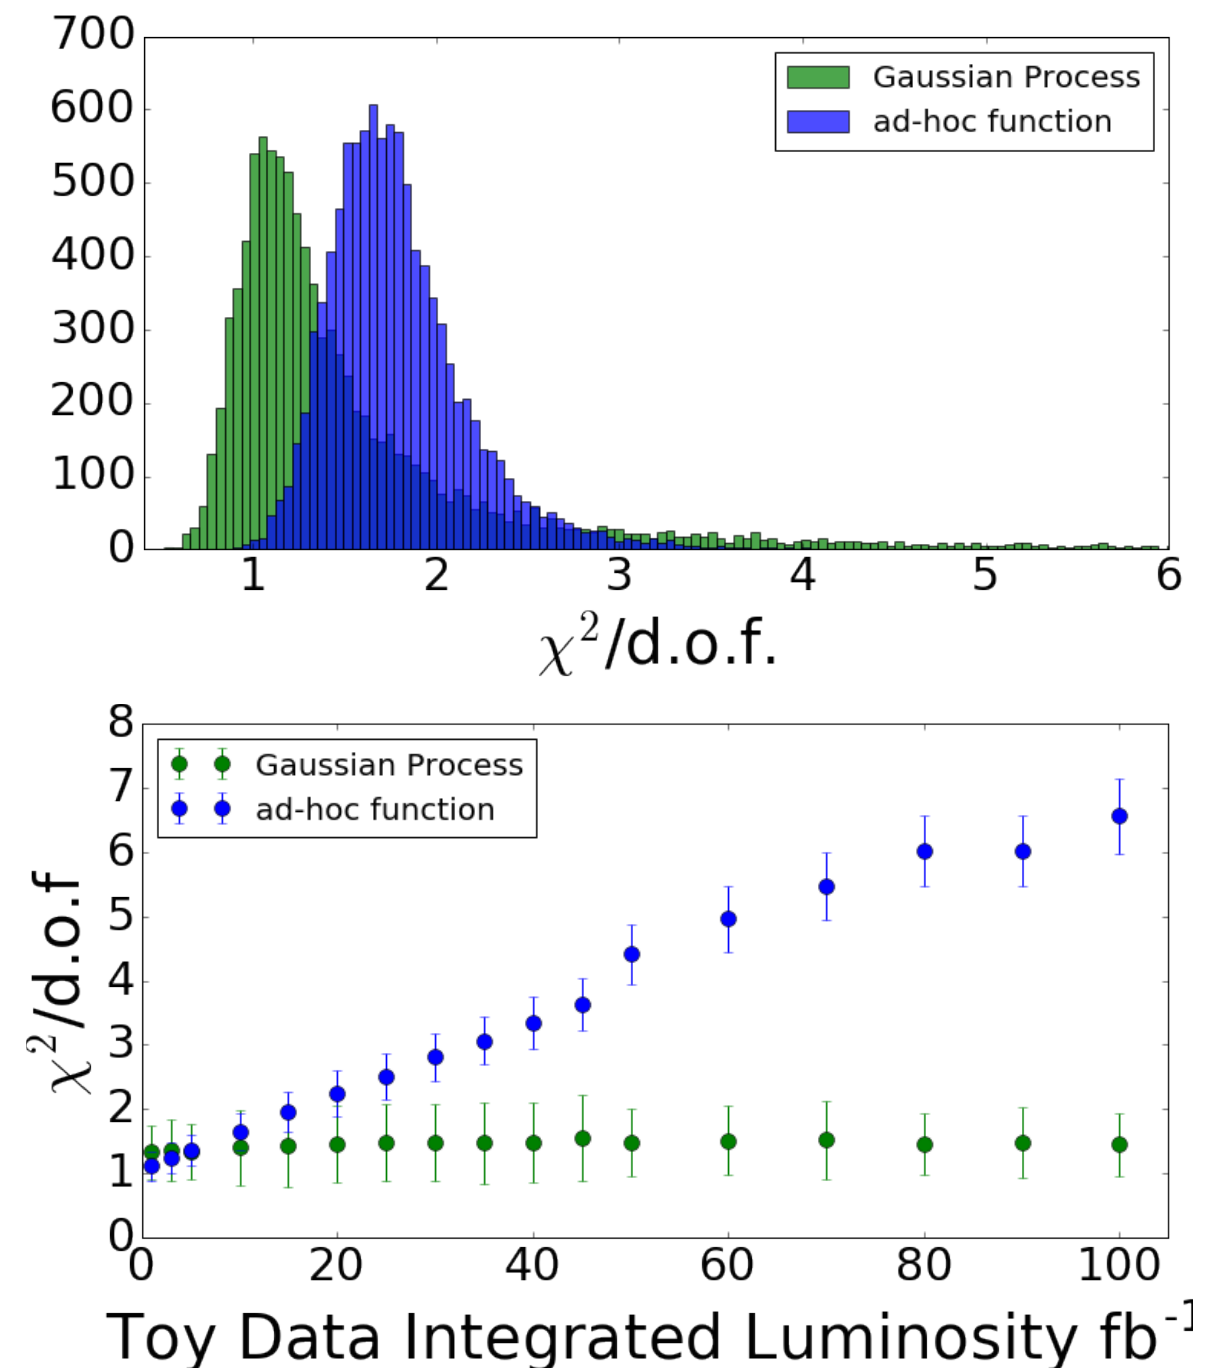 700
600
500
400
300
200
100
0
Gaussian Process
ad-hoc function
1 2 3 4 5 6
χ²/d.o.f.
8
7
6
5
4
3
2
1
0
Gaussian Process
ad-hoc function
χ²/d.o.f
0 20 40 60 80 100
Toy Data Integrated Luminosity fb⁻¹